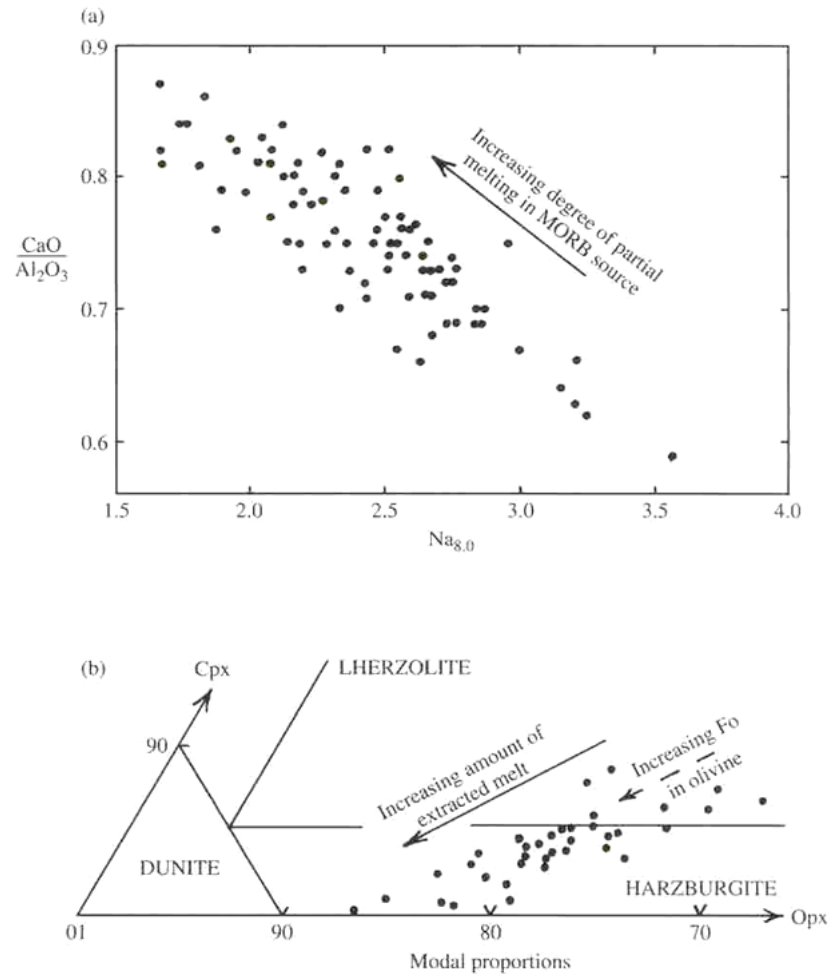 (a)
0.9
0.8
0.7
0.6
CaO
Al₂O₃
Increasing degree of partial
melting in MORB source
1.5 2.0 2.5 3.0 3.5 4.0
Na₈.₀
(b)
Cpx
LHERZOLITE
90
Increasing amount of
extracted melt
Increasing Fo
in olivine
DUNITE
HARZBURGITE
Opx
01 90 80 70
Modal proportions